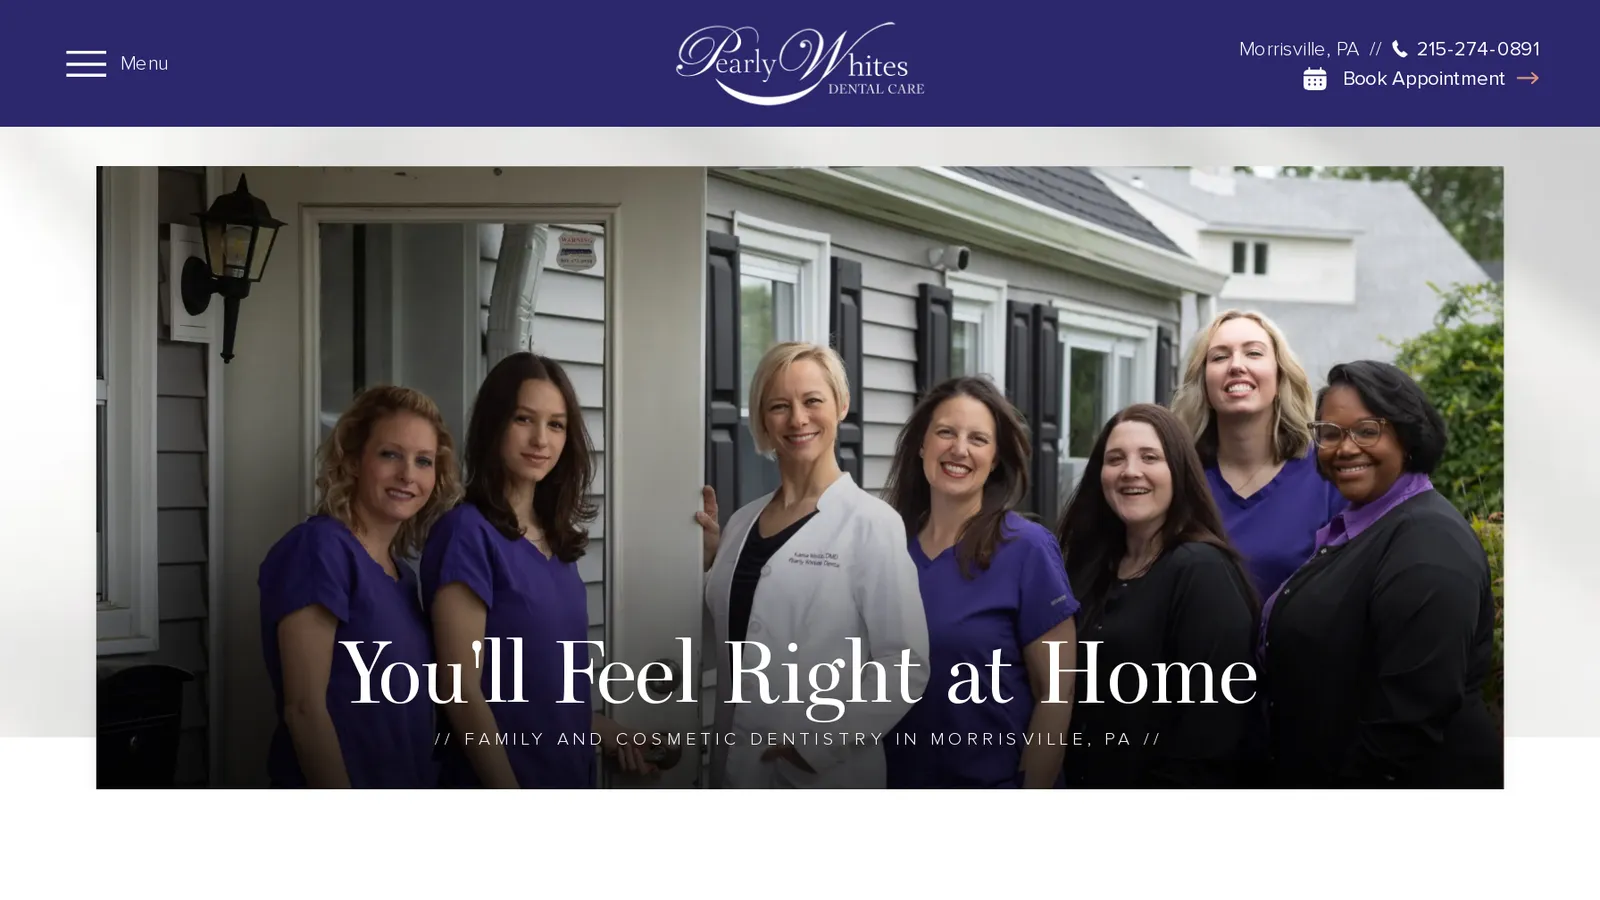 Menu
Pearly Whites
DENTAL CARE
Morrisville, PA // 215-274-0891
Book Appointment
WARNING
You'll Feel Right at Home
// FAMILY AND COSMETIC DENTISTRY IN MORRISVILLE, PA //